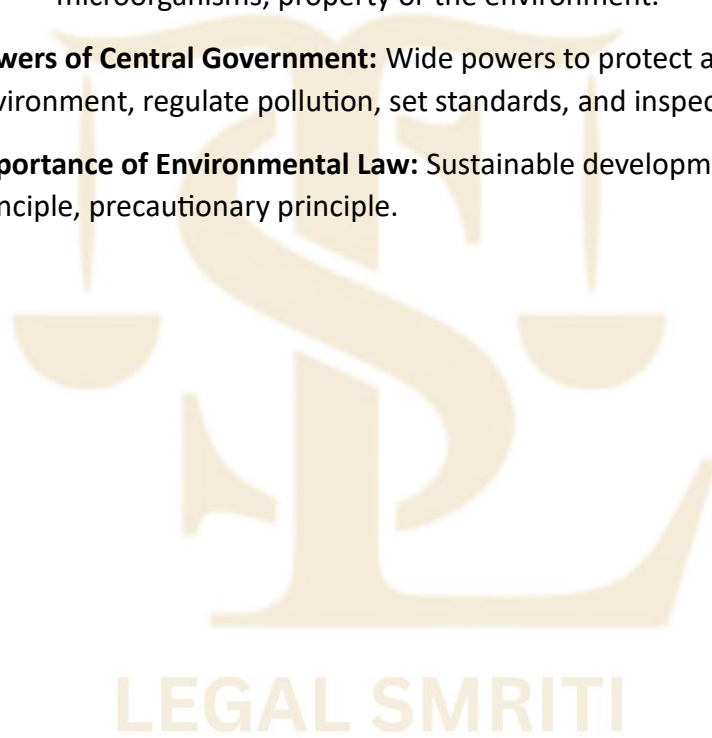 microorganisms, property or the environment.
wers of Central Government: Wide powers to protect a
vironment, regulate pollution, set standards, and inspec
portance of Environmental Law: Sustainable developm
nciple, precautionary principle.
LEGAL SMRITI